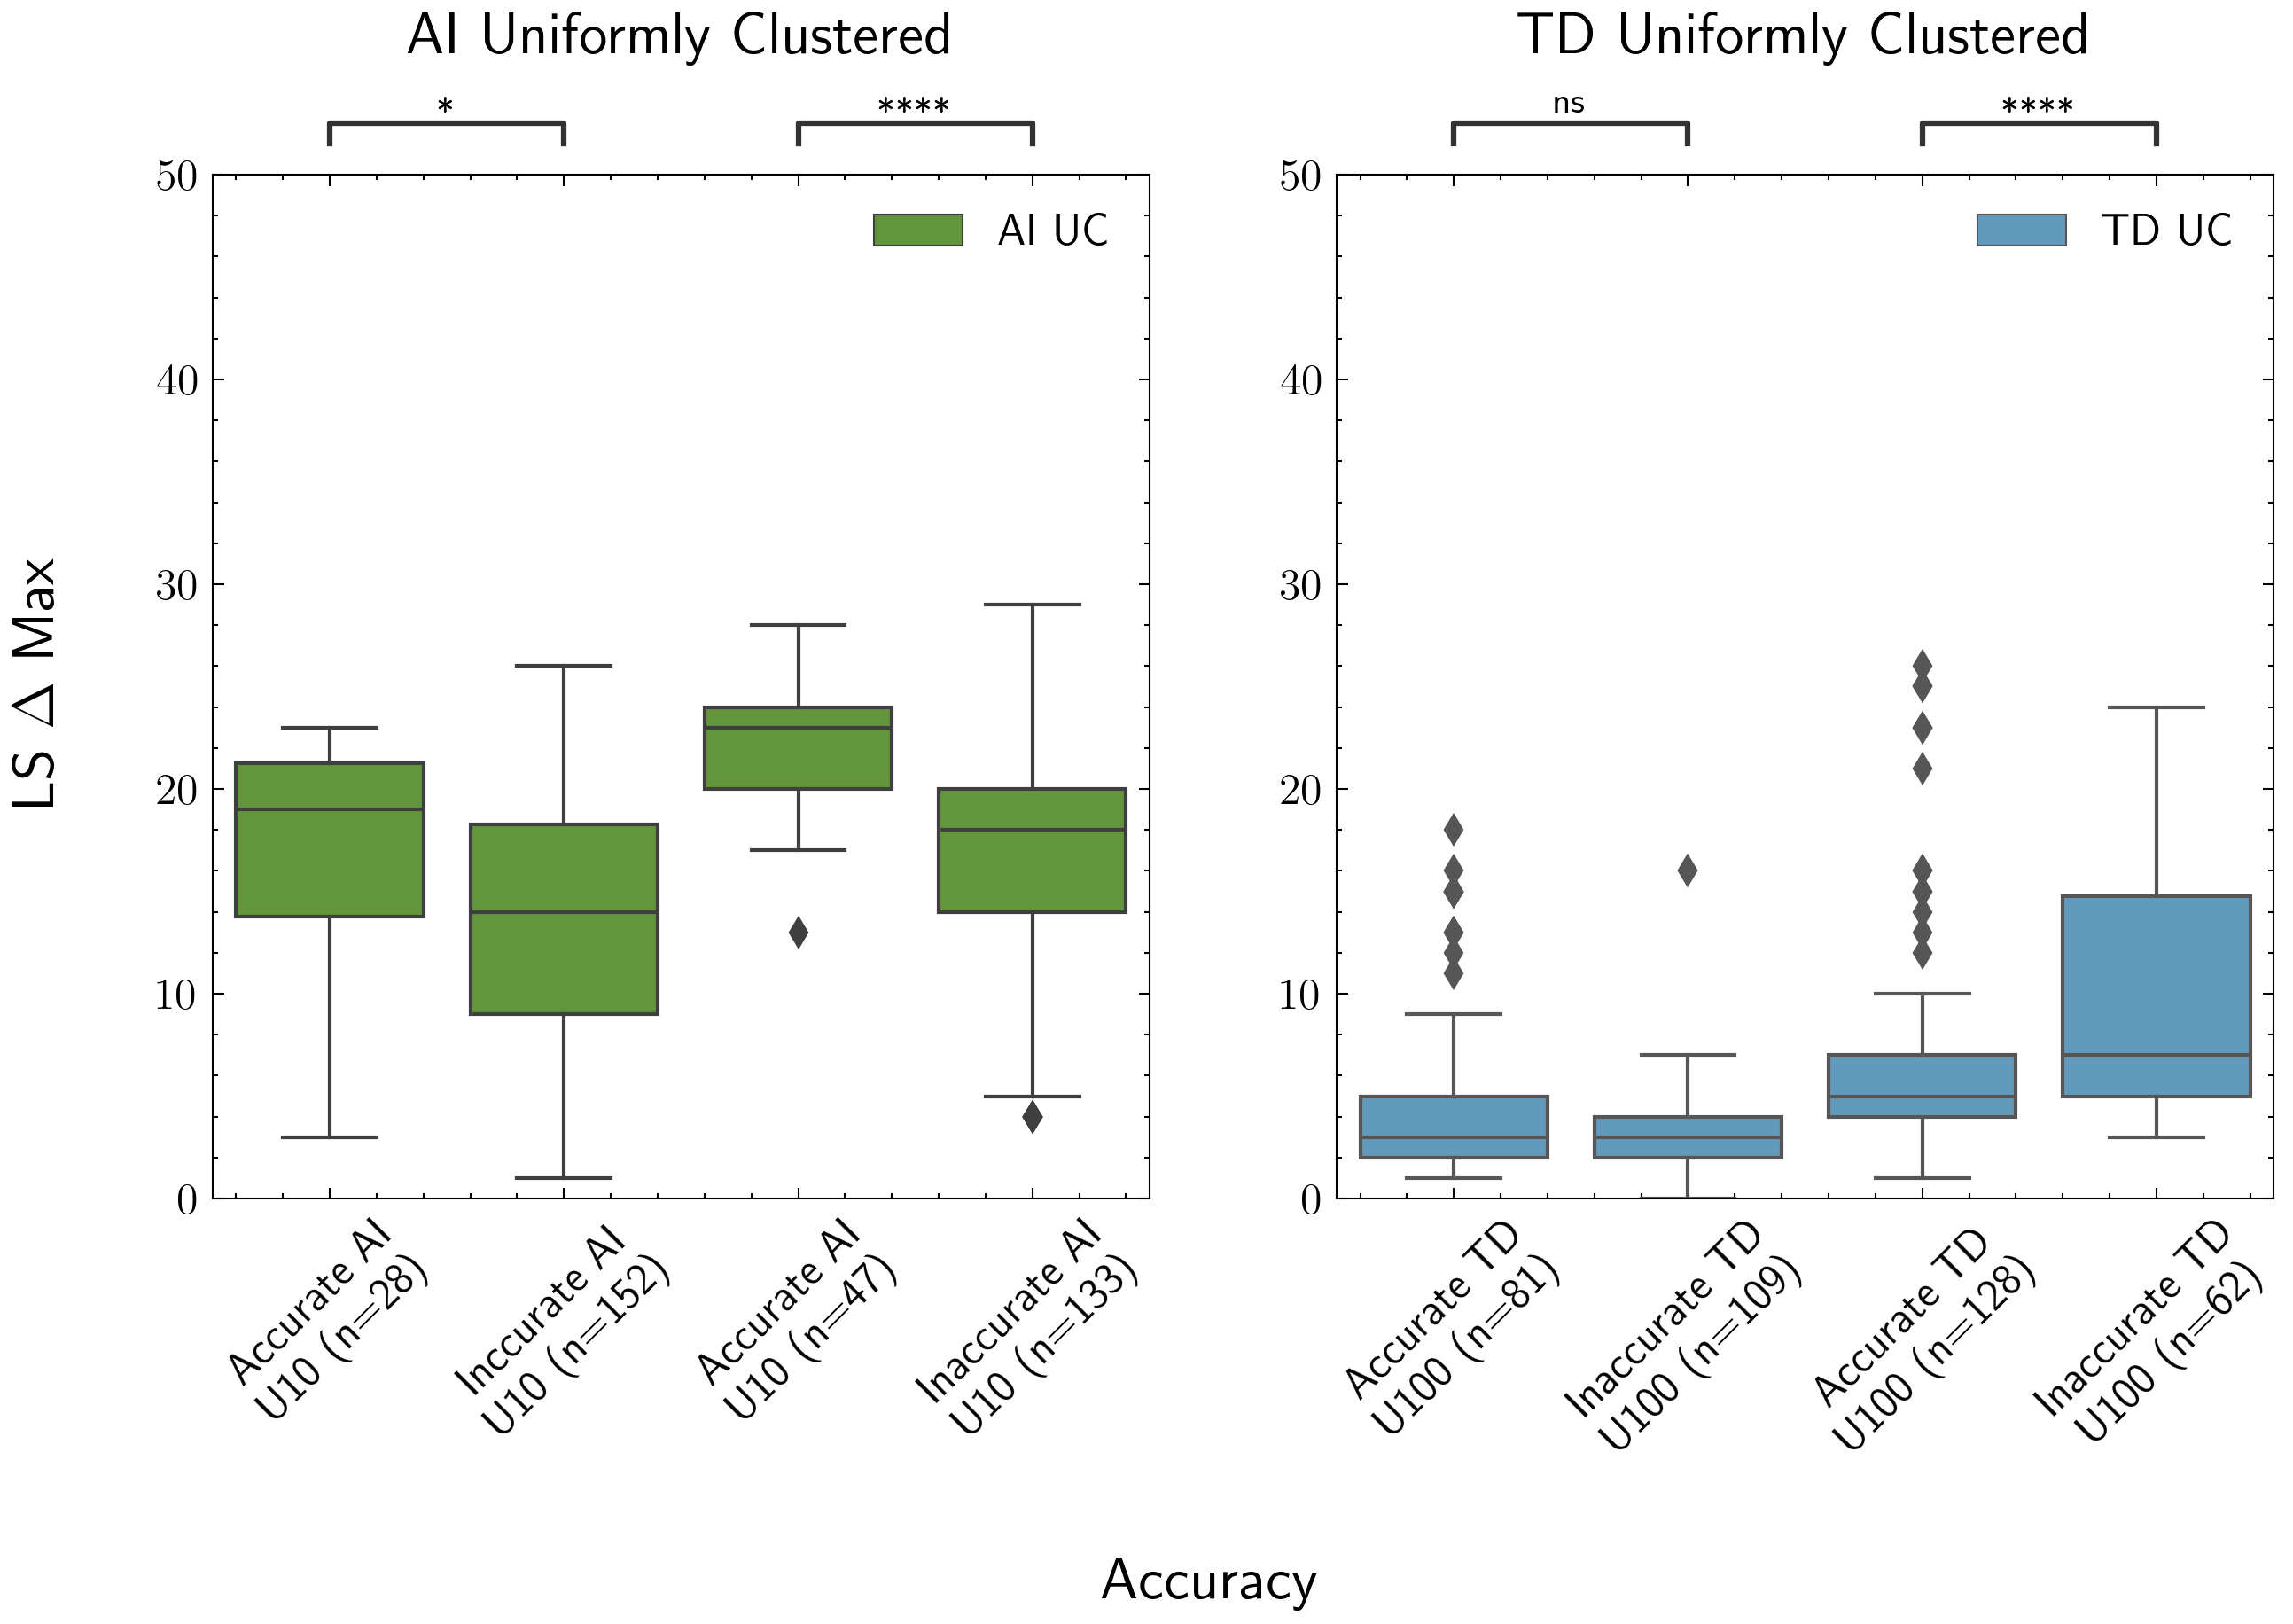 AI Uniformly Clustered
TD Uniformly Clustered
*
****
ns
****
50
40
30
20
10
0
AI UC
50
40
30
20
10
0
TD UC
LS Δ Max
Accurate AI
U10 (n=28)
Inccurate AI
U10 (n=152)
Accurate AI
U10 (n=47)
Inaccurate AI
U10 (n=133)
Accurate TD
U100 (n=81)
Inaccurate TD
U100 (n=109)
Accurate TD
U100 (n=128)
Inaccurate TD
U100 (n=62)
Accuracy